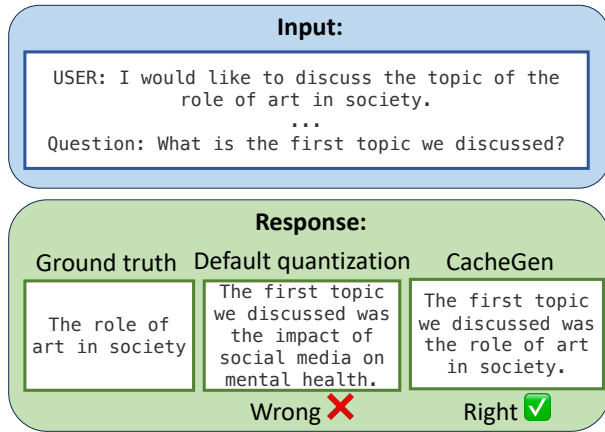 Input:
USER: I would like to discuss the topic of the
role of art in society.
...
Question: What is the first topic we discussed?
Response:
Ground truth
The role of
art in society
Default quantization
The first topic
we discussed was
the impact of
social media on
mental health.
Wrong ❌
CacheGen
The first topic
we discussed was
the role of art
in society.
Right ✅